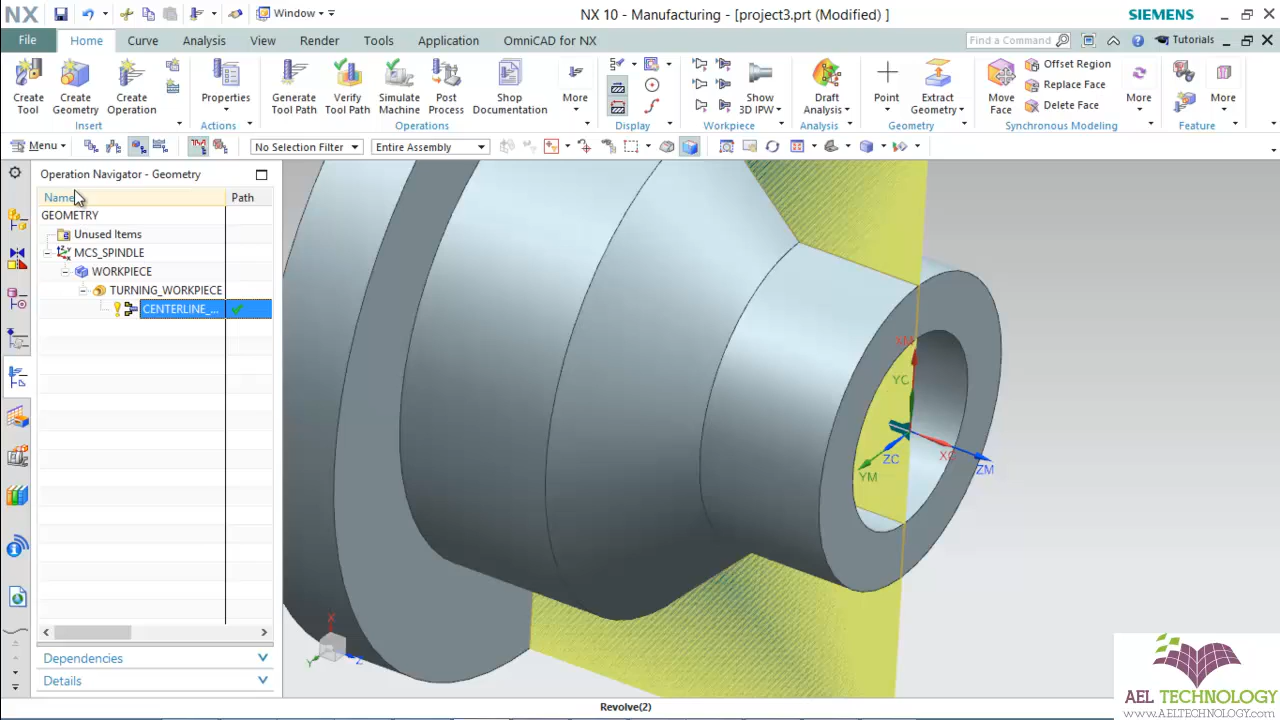 NX
Window
NX 10 - Manufacturing - [project3.prt (Modified) ]
SIEMENS
File
Home
Curve
Analysis
View
Render
Tools
Application
OmniCAD for NX
Find a Command
Tutorials
Create Tool
Create Geometry
Create Operation
Properties
Generate Tool Path
Verify Tool Path
Simulate Machine
Post Process
Shop Documentation
More
Show 3D IPW
Draft Analysis
Point
Extract Geometry
Move Face
Offset Region
Replace Face
Delete Face
More
More
Insert
Actions
Operations
Display
Workpiece
Analysis
Geometry
Synchronous Modeling
Feature
Menu
No Selection Filter
Entire Assembly
Operation Navigator - Geometry
Name
Path
GEOMETRY
Unused Items
MCS_SPINDLE
WORKPIECE
TURNING_WORKPIECE
CENTERLINE_...
XM
YC
XC
ZC
YM
ZM
X
Y
Z
Dependencies
Details
Revolve(2)
AEL TECHNOLOGY
www.AELTECHNOLOGY.com